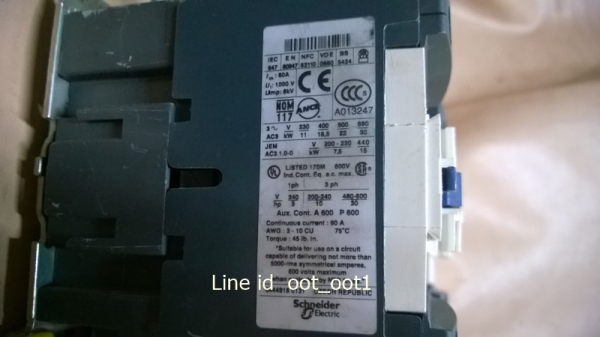 IEC EN NFC VDE BS
947 60947 63110 0660 5424
Ith : 80A
Ui : 1000 V
Uimp: 8kV
CE
NOM
117
ANCE
CCC
A013247
3~ V 230 400 500
AC3 kW 11 18,5 22 30
JEM V 200-220 440
AC3.1.0-0 kW 7,5 15
LISTED 175M 600V
Ind. Cont. Eq. a.c. max.
1ph 3 ph
V 240 200-240 480-600
hp 10 30
Aux. Cont. A 600 P 600
Continuous current : 60 A
AWG : 3 - 10 CU 75°C
Torque : 45 lb. in.
"Suitable for use on a circuit
capable of delivering not more than
5000-rms symmetrical amperes,
600 volts maximum
Line id oot_oot1
REPUBLIC
Schneider
Electric